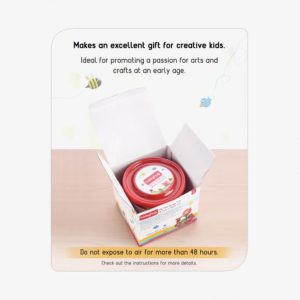 Makes an excellent gift for creative kids.
Ideal for promoting a passion for arts and
crafts at an early age.
Do not expose to air for more than 48 hours.
Check out the instructions for more details.